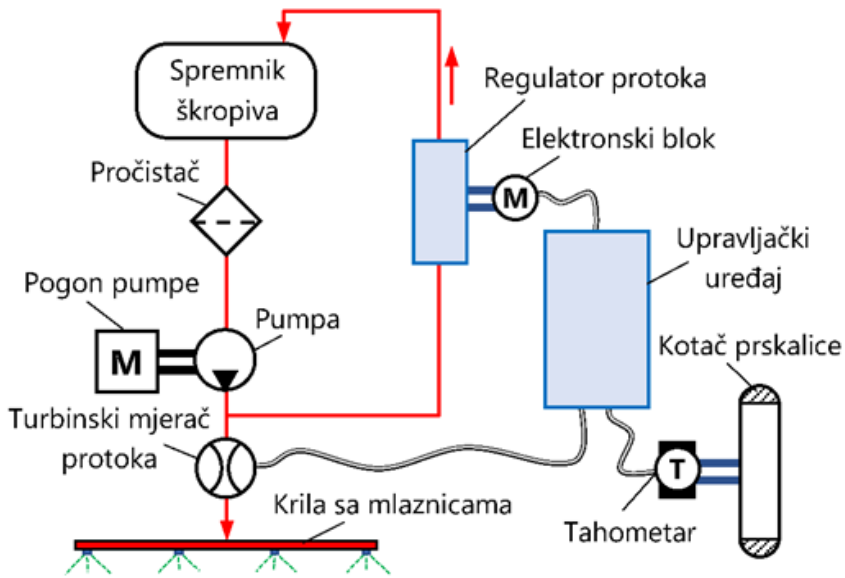 Spremnik
škropiva
Regulator protoka
Elektronski blok
Pročistač
M
Upravljački
uređaj
Pogon pumpe
Pumpa
M
Kotač prskalice
Turbinski mjerač
protoka
T
Krila sa mlaznicama
Tahometar